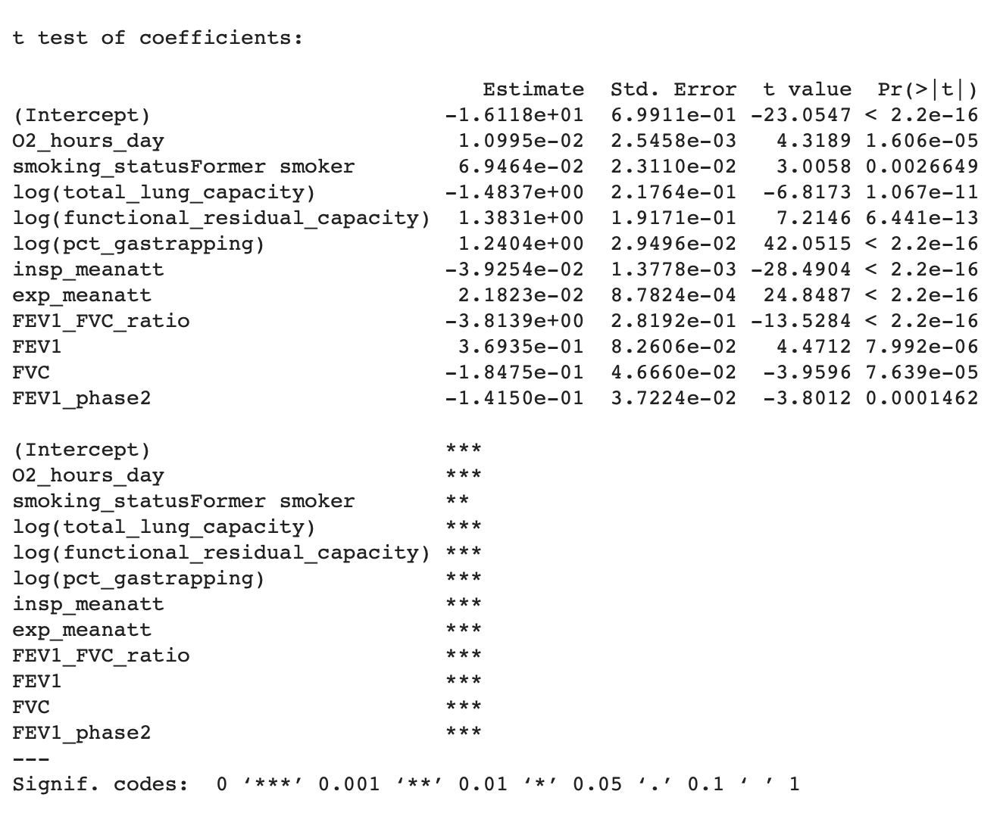 t test of coefficients:
Estimate Std. Error t value Pr(>|t|)
(Intercept) -1.6118e+01 6.9911e-01 -23.0547 < 2.2e-16
O2_hours_day 1.0995e-02 2.5458e-03 4.3189 1.606e-05
smoking_statusFormer smoker 6.9464e-02 2.3110e-02 3.0058 0.0026649
log(total_lung_capacity) -1.4837e+00 2.1764e-01 -6.8173 1.067e-11
log(functional_residual_capacity) 1.3831e+00 1.9171e-01 7.2146 6.441e-13
log(pct_gastrapping) 1.2404e+00 2.9496e-02 42.0515 < 2.2e-16
insp_meanatt -3.9254e-02 1.3778e-03 -28.4904 < 2.2e-16
exp_meanatt 2.1823e-02 8.7824e-04 24.8487 < 2.2e-16
FEV1_FVC_ratio -3.8139e+00 2.8192e-01 -13.5284 < 2.2e-16
FEV1 3.6935e-01 8.2606e-02 4.4712 7.992e-06
FVC -1.8475e-01 4.6660e-02 -3.9596 7.639e-05
FEV1_phase2 -1.4150e-01 3.7224e-02 -3.8012 0.0001462
(Intercept) ***
O2_hours_day ***
smoking_statusFormer smoker **
log(total_lung_capacity) ***
log(functional_residual_capacity) ***
log(pct_gastrapping) ***
insp_meanatt ***
exp_meanatt ***
FEV1_FVC_ratio ***
FEV1 ***
FVC ***
FEV1_phase2 ***
---
Signif. codes: 0 ‘***’ 0.001 ‘**’ 0.01 ‘*’ 0.05 ‘.’ 0.1 ‘ ’ 1